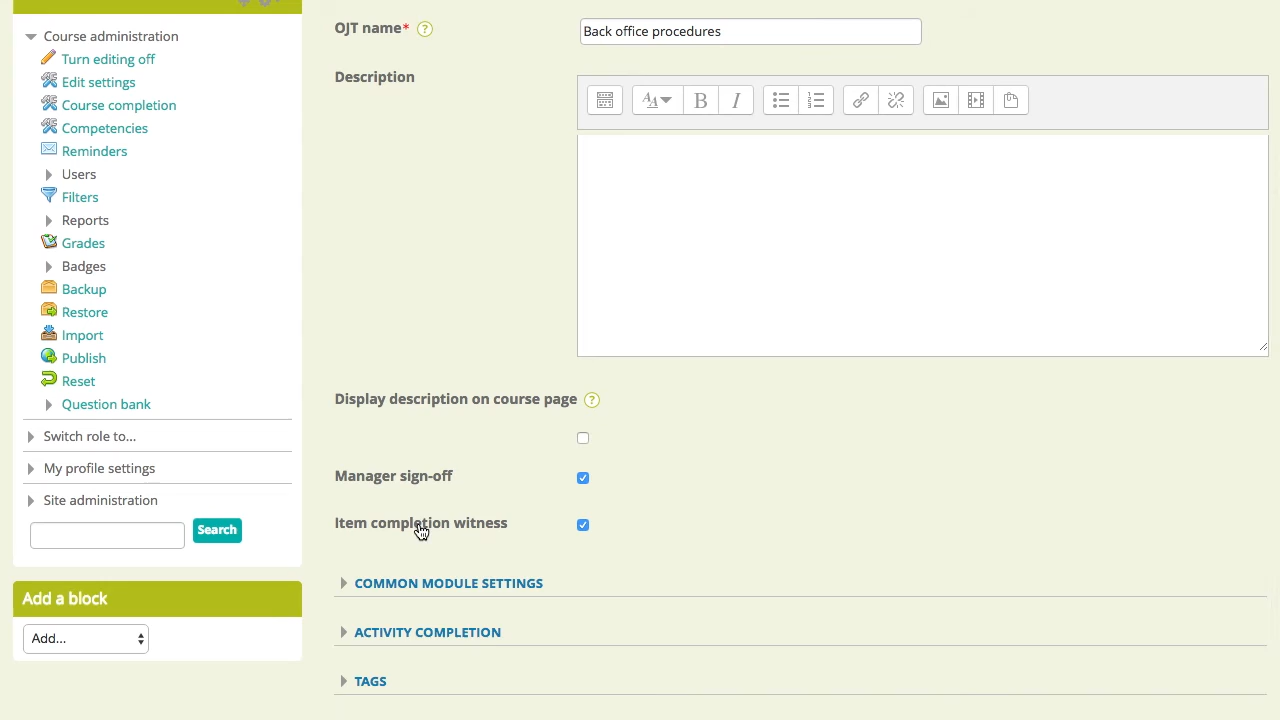 Course administration
Turn editing off
Edit settings
Course completion
Competencies
Reminders
Users
Filters
Reports
Grades
Badges
Backup
Restore
Import
Publish
Reset
Question bank
Switch role to...
My profile settings
Site administration
Search
Add a block
Add...
OJT name* ?
Back office procedures
Description
AA B I
Display description on course page ?
Manager sign-off
Item completion witness
COMMON MODULE SETTINGS
ACTIVITY COMPLETION
TAGS